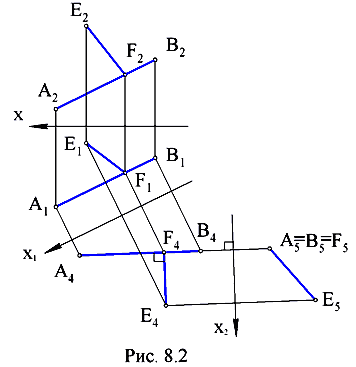 E₂
F₂
B₂
A₂
X
E₁
B₁
F₁
A₁
X₁
F₄
B₄
A₄
A₅≡B₅≡F₅
E₄
E₅
X₂
Рис. 8.2